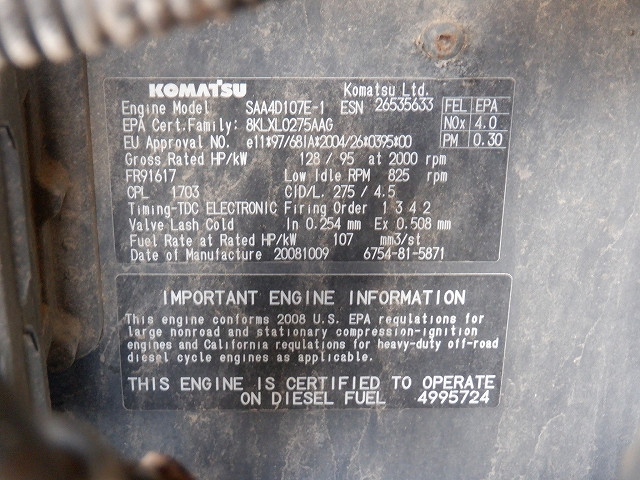 KOMATSU Komatsu Ltd.
Engine Model SAA4D107E-1 ESN 26535633 FEL EPA
EPA Cert.Family: 8KLXL0275AAG NOx 4.0
EU Approval NO. e11*97/68IA*2004/26*0395*00 PM 0.30
Gross Rated HP/kW 128 / 95 at 2000 rpm
FR91617 Low Idle RPM 825 rpm
CPL 1703 CID/L. 275 / 4.5
Timing-TDC ELECTRONIC Firing Order 1 3 4 2
Valve Lash Cold In 0.254 mm Ex 0.508 mm
Fuel Rate at Rated HP/kW 107 mm3/st
Date of Manufacture 20081009 6754-81-5871
IMPORTANT ENGINE INFORMATION
This engine conforms 2008 U.S. EPA regulations for
large nonroad and stationary compression-ignition
engines and California regulations for heavy-duty off-road
diesel cycle engines as applicable.
THIS ENGINE IS CERTIFIED TO OPERATE
ON DIESEL FUEL 4995724